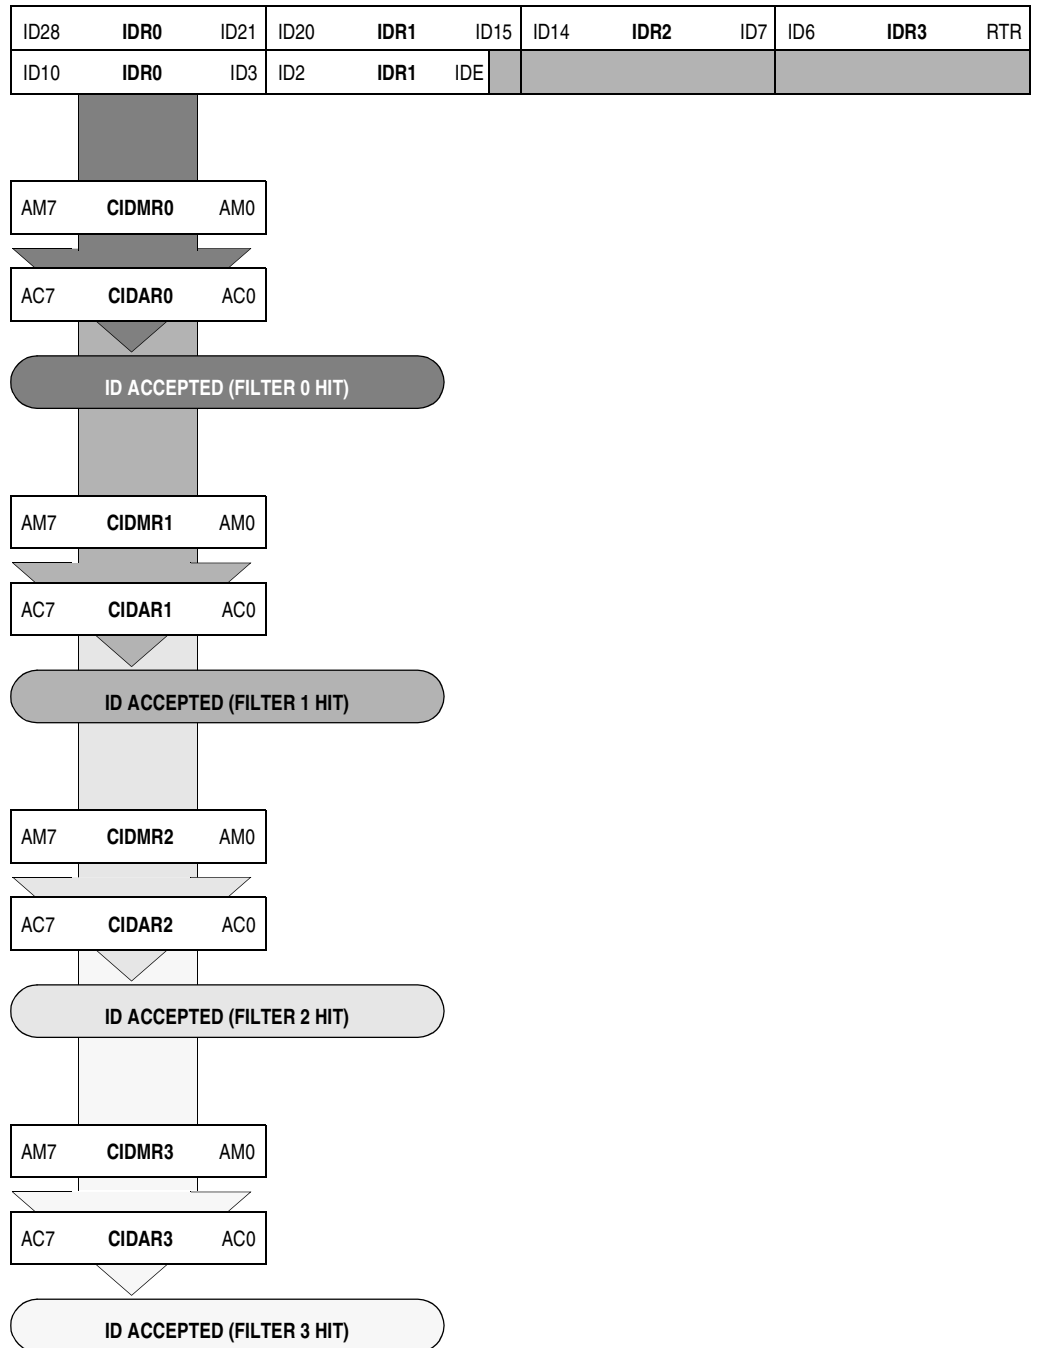 ID28 IDR0 ID21 ID20 IDR1 ID15 ID14 IDR2 ID7 ID6 IDR3 RTR
ID10 IDR0 ID3 ID2 IDR1 IDE
AM7 CIDMR0 AM0
AC7 CIDAR0 AC0
ID ACCEPTED (FILTER 0 HIT)
AM7 CIDMR1 AM0
AC7 CIDAR1 AC0
ID ACCEPTED (FILTER 1 HIT)
AM7 CIDMR2 AM0
AC7 CIDAR2 AC0
ID ACCEPTED (FILTER 2 HIT)
AM7 CIDMR3 AM0
AC7 CIDAR3 AC0
ID ACCEPTED (FILTER 3 HIT)